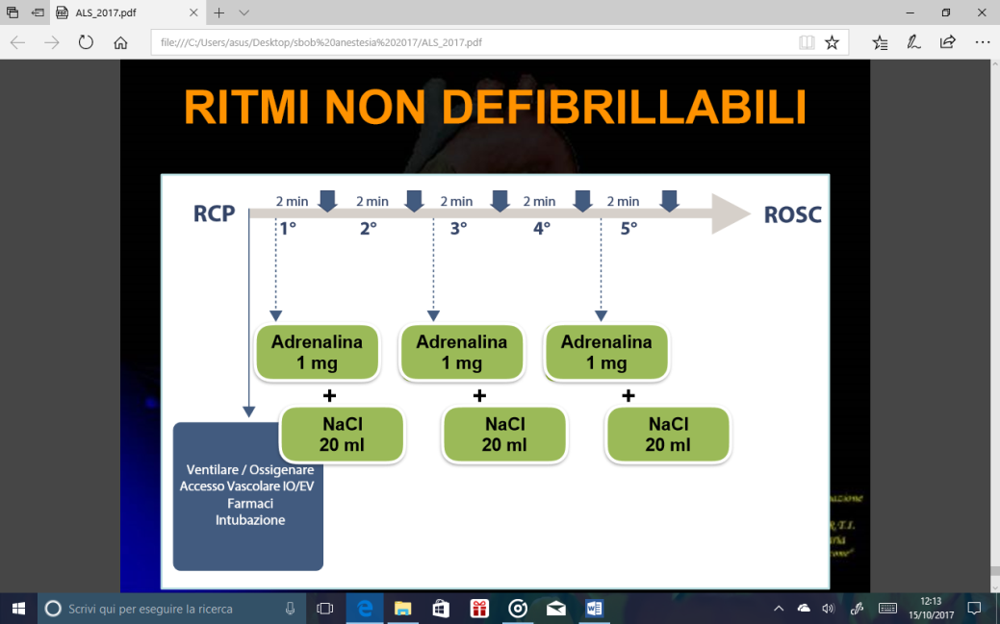 ALS_2017.pdf
file:///C:/Users/asus/Desktop/sbob%20anestesia%202017/ALS_2017.pdf
RITMI NON DEFIBRILLABILI
RCP
2 min
2 min
2 min
2 min
2 min
ROSC
1°
2°
3°
4°
5°
Adrenalina
1 mg
Adrenalina
1 mg
Adrenalina
1 mg
+
+
+
NaCl
20 ml
NaCl
20 ml
NaCl
20 ml
Ventilare / Ossigenare
Accesso Vascolare IO/EV
Farmaci
Intubazione
Scrivi qui per eseguire la ricerca
12:13
15/10/2017